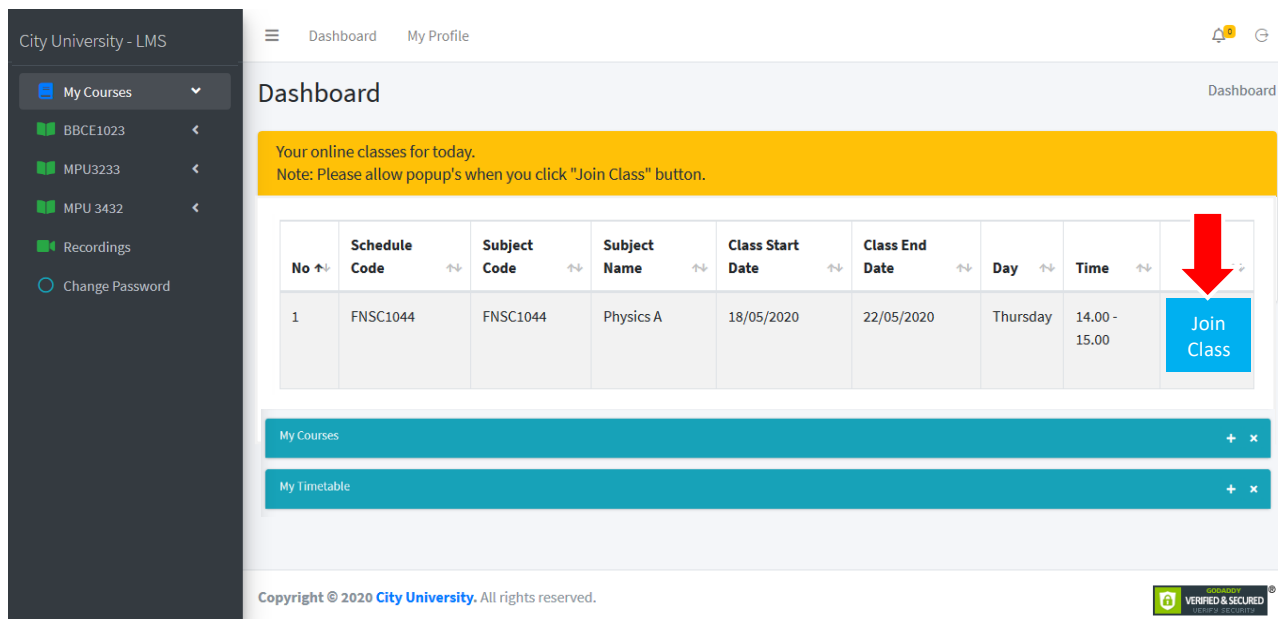 City University - LMS
Dashboard My Profile
0
My Courses
BBCE1023
MPU3233
MPU 3432
Recordings
Change Password
Dashboard
Dashboard
Your online classes for today.
Note: Please allow popup's when you click "Join Class" button.
No Schedule Code Subject Code Subject Name Class Start Date Class End Date Day Time
1 FNSC1044 FNSC1044 Physics A 18/05/2020 22/05/2020 Thursday 14.00 -
15.00
Join
Class
My Courses
My Timetable
Copyright © 2020 City University. All rights reserved.
GODADDY
VERIFIED & SECURED
VERIFY SECURITY
®